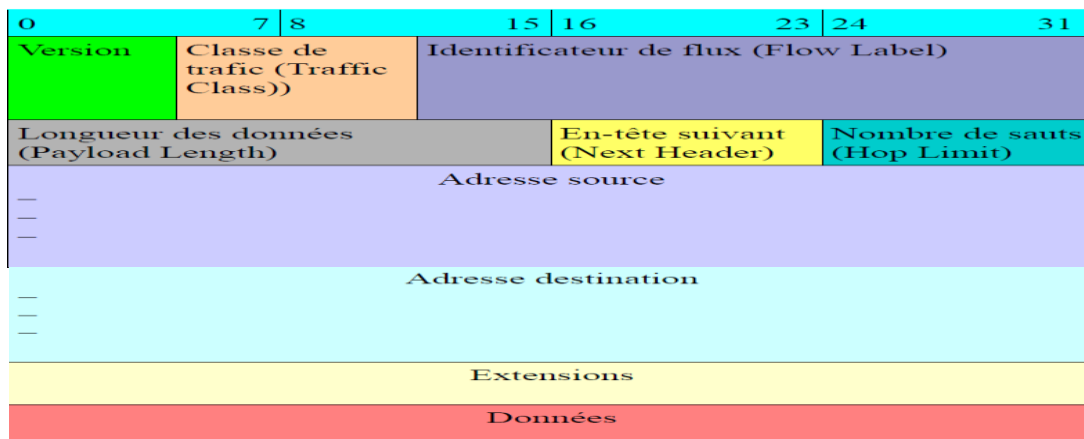 0 7 8 15 16 23 24 31
Version
Classe de
trafic (Traffic
Class))
Identificateur de flux (Flow Label)
Longueur des données
(Payload Length)
En-tête suivant
(Next Header)
Nombre de sauts
(Hop Limit)
Adresse source
—
—
—
Adresse destination
—
—
—
Extensions
Données